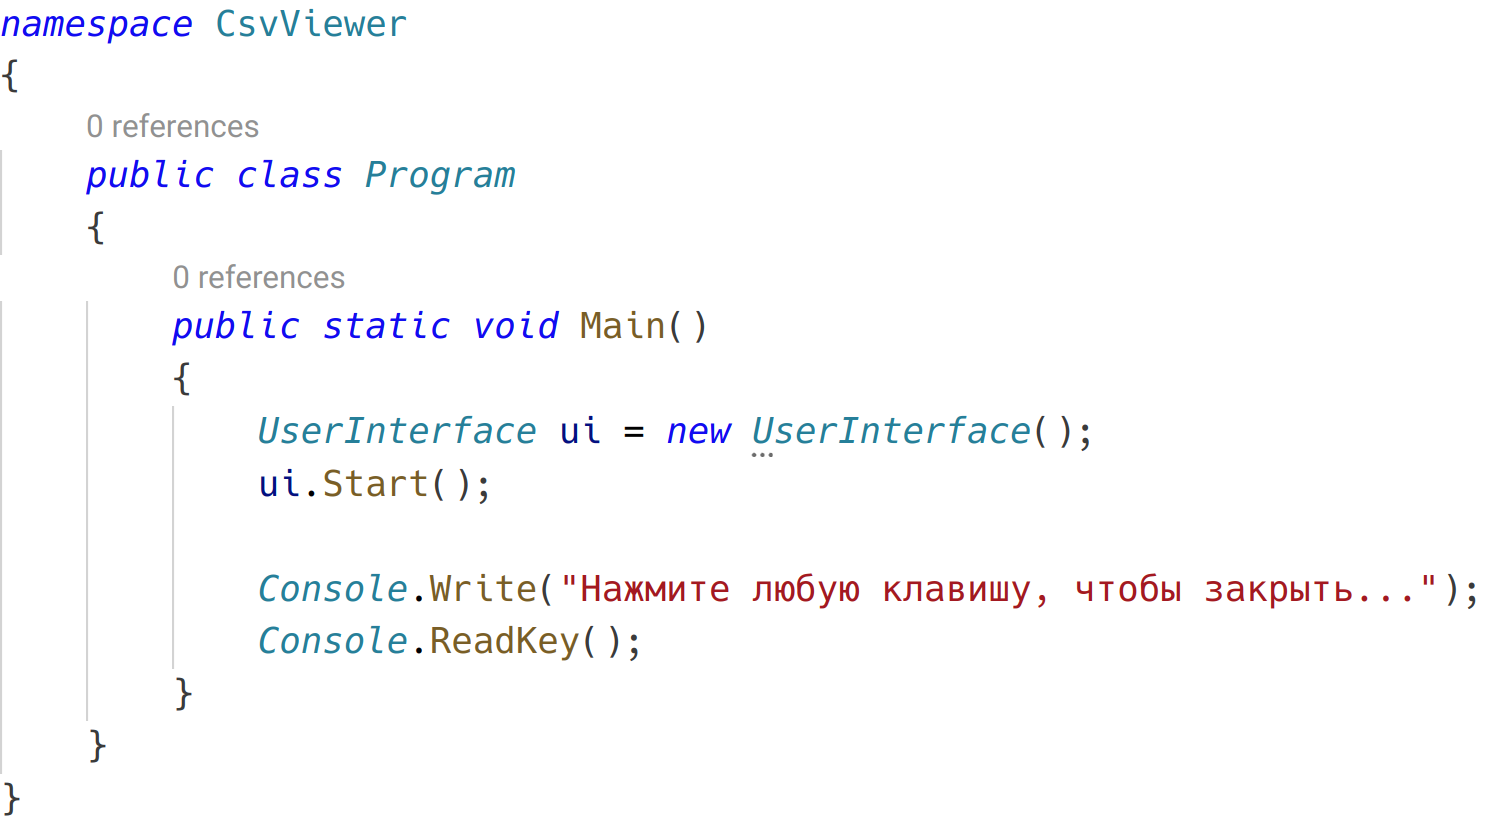 namespace CsvViewer
{
0 references
public class Program
{
0 references
public static void Main()
{
UserInterface ui = new UserInterface();
ui.Start();
Console.Write("Нажмите любую клавишу, чтобы закрыть...");
Console.ReadKey();
}
}
}